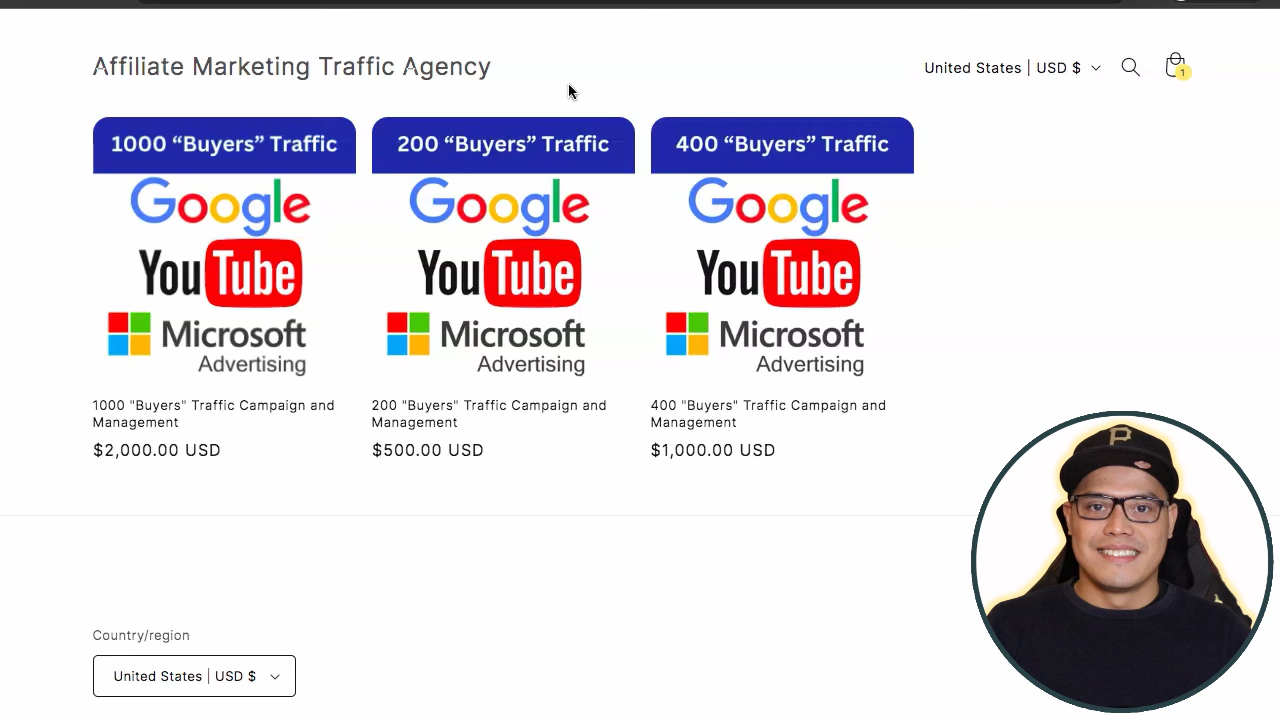 Affiliate Marketing Traffic Agency
United States | USD $
1
1000 “Buyers” Traffic
Google
YouTube
Microsoft
Advertising
1000 "Buyers" Traffic Campaign and
Management
$2,000.00 USD
200 “Buyers” Traffic
Google
YouTube
Microsoft
Advertising
200 "Buyers" Traffic Campaign and
Management
$500.00 USD
400 “Buyers” Traffic
Google
YouTube
Microsoft
Advertising
400 "Buyers" Traffic Campaign and
Management
$1,000.00 USD
P
Country/region
United States | USD $